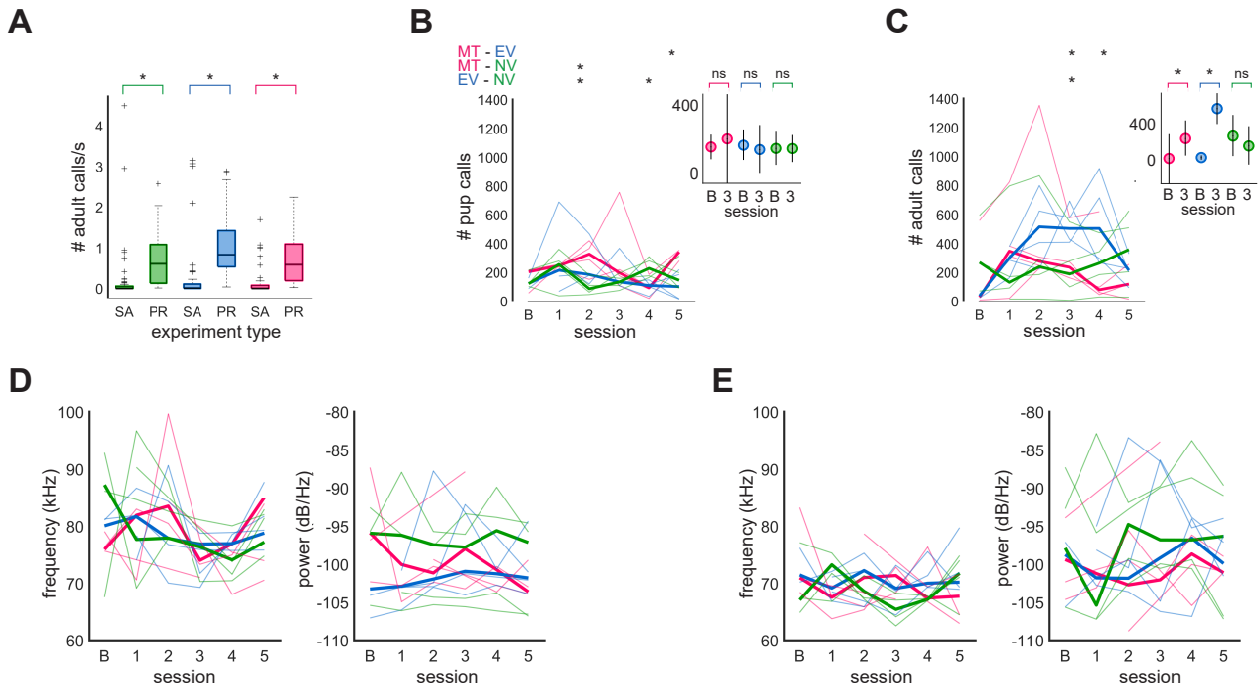 A
# adult calls/s
4
3
2
1
0
* * *
SA PR SA PR SA PR
experiment type
B
MT - EV *
MT - NV *
EV - NV * *
# pup calls
1400
1200
1000
800
600
400
200
0
B 1 2 3 4 5
session
ns ns ns
400
0
B 3 B 3 B 3
session
C
* *
*
# adult calls
1400
1200
1000
800
600
400
200
0
B 1 2 3 4 5
session
* * ns
400
0
B 3 B 3 B 3
session
D
frequency (kHz)
100
90
80
70
60
B 1 2 3 4 5
session
power (dB/Hz)
-80
-85
-90
-95
-100
-105
-110
B 1 2 3 4 5
session
E
frequency (kHz)
100
90
80
70
60
B 1 2 3 4 5
session
power (dB/Hz)
-80
-85
-90
-95
-100
-105
-110
B 1 2 3 4 5
session